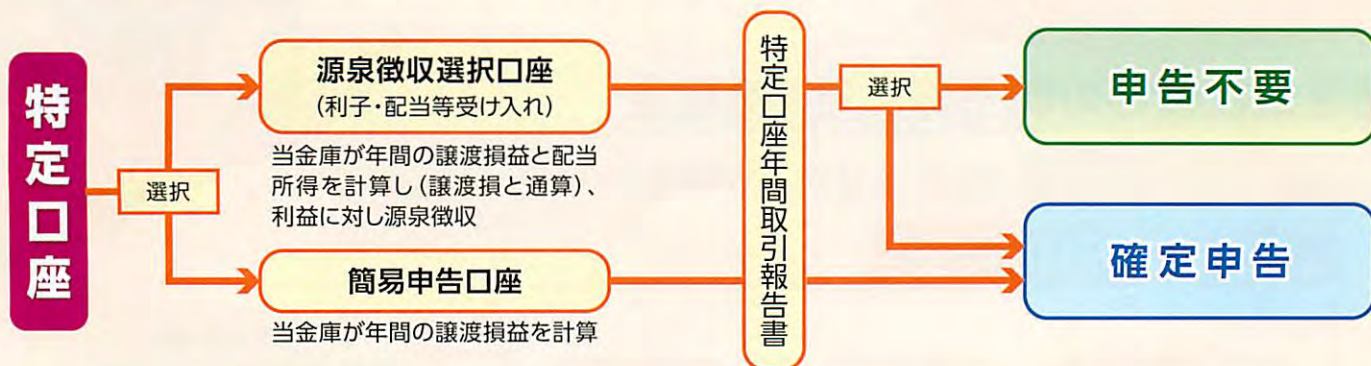 特定口座
選択
源泉徴収選択口座
(利子・配当等受け入れ)
当金庫が年間の譲渡損益と配当
所得を計算し(譲渡損と通算)、
利益に対し源泉徴収
簡易申告口座
当金庫が年間の譲渡損益を計算
特定口座年間取引報告書
選択
申告不要
確定申告